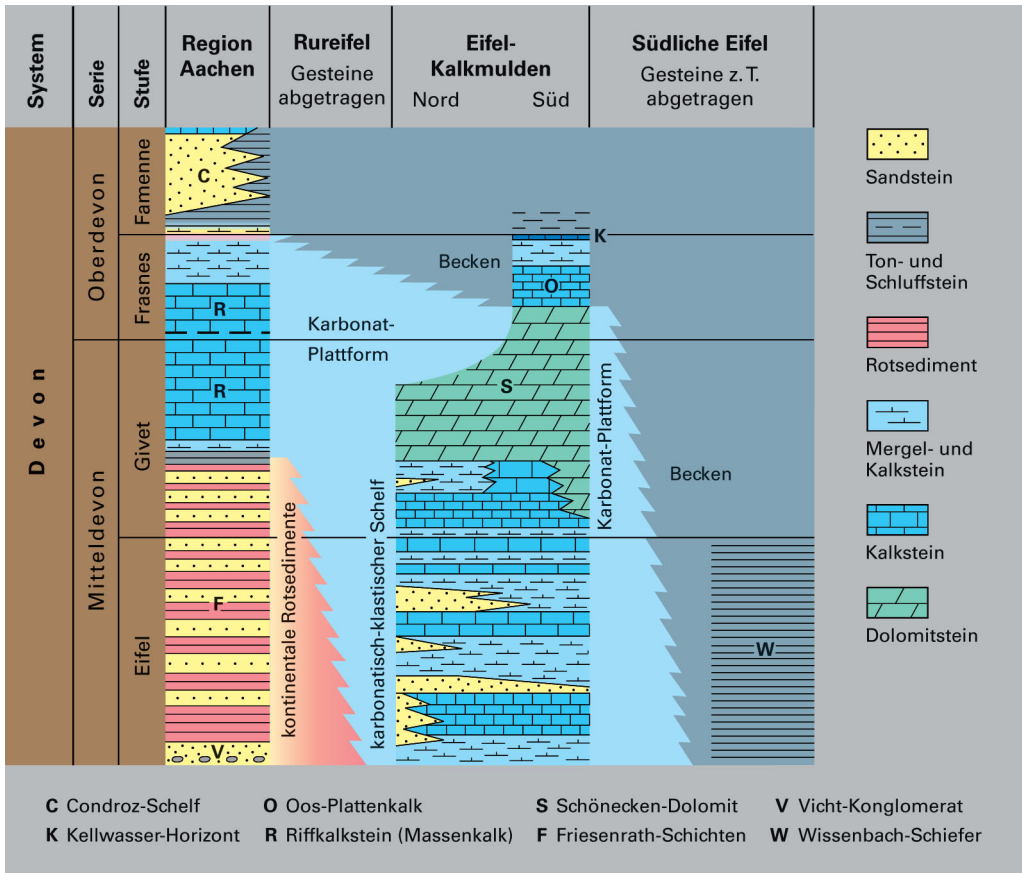 System
Serie
Stufe
Region
Aachen
Rureifel
Gesteine
abgetragen
Eifel-
Kalkmulden
Nord Süd
Südliche Eifel
Gesteine z. T.
abgetragen
Devon
Oberdevon
Mitteldevon
Famenne
Frasnes
Givet
Eifel
C
R
R
F
V
Becken
Karbonat-
Plattform
kontinentale Rotsedimente
karbonatisch-klastischer Schelf
K
O
S
Karbonat-Plattform
Becken
W
Sandstein
Ton- und
Schluffstein
Rotsediment
Mergel- und
Kalkstein
Kalkstein
Dolomitstein
C Condroz-Schelf O Oos-Plattenkalk S Schönecken-Dolomit V Vicht-Konglomerat
K Kellwasser-Horizont R Riffkalkstein (Massenkalk) F Friesenrath-Schichten W Wissenbach-Schiefer